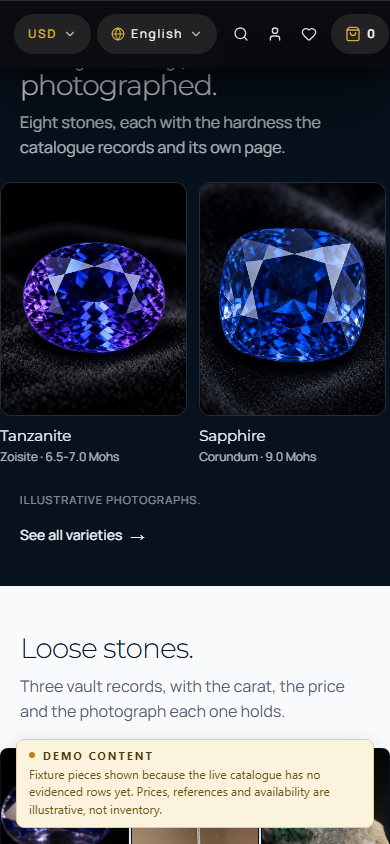 USD
English
0
photographed.
Eight stones, each with the hardness the
catalogue records and its own page.
Tanzanite
Sapphire
Zoisite · 6.5-7.0 Mohs
Corundum · 9.0 Mohs
ILLUSTRATIVE PHOTOGRAPHS.
See all varieties →
Loose stones.
Three vault records, with the carat, the price
and the photograph each one holds.
DEMO CONTENT
Fixture pieces shown because the live catalogue has no
evidenced rows yet. Prices, references and availability are
illustrative, not inventory.